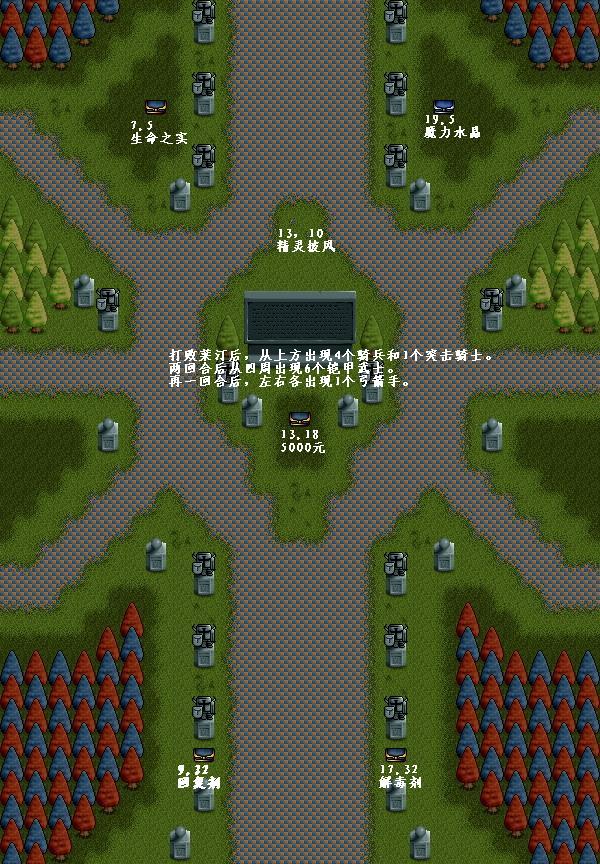 7.5
生命之实
19.5
魔力水晶
13, 10
精灵披风
打败莱汀后，从上方出现4个骑兵和1个突击骑士。
两回合后从四周出现6个铠甲武士。
再一回合后，左右各出现1个弓箭手。
13.18
5000元
9.32
回复剂
17.32
解毒剂